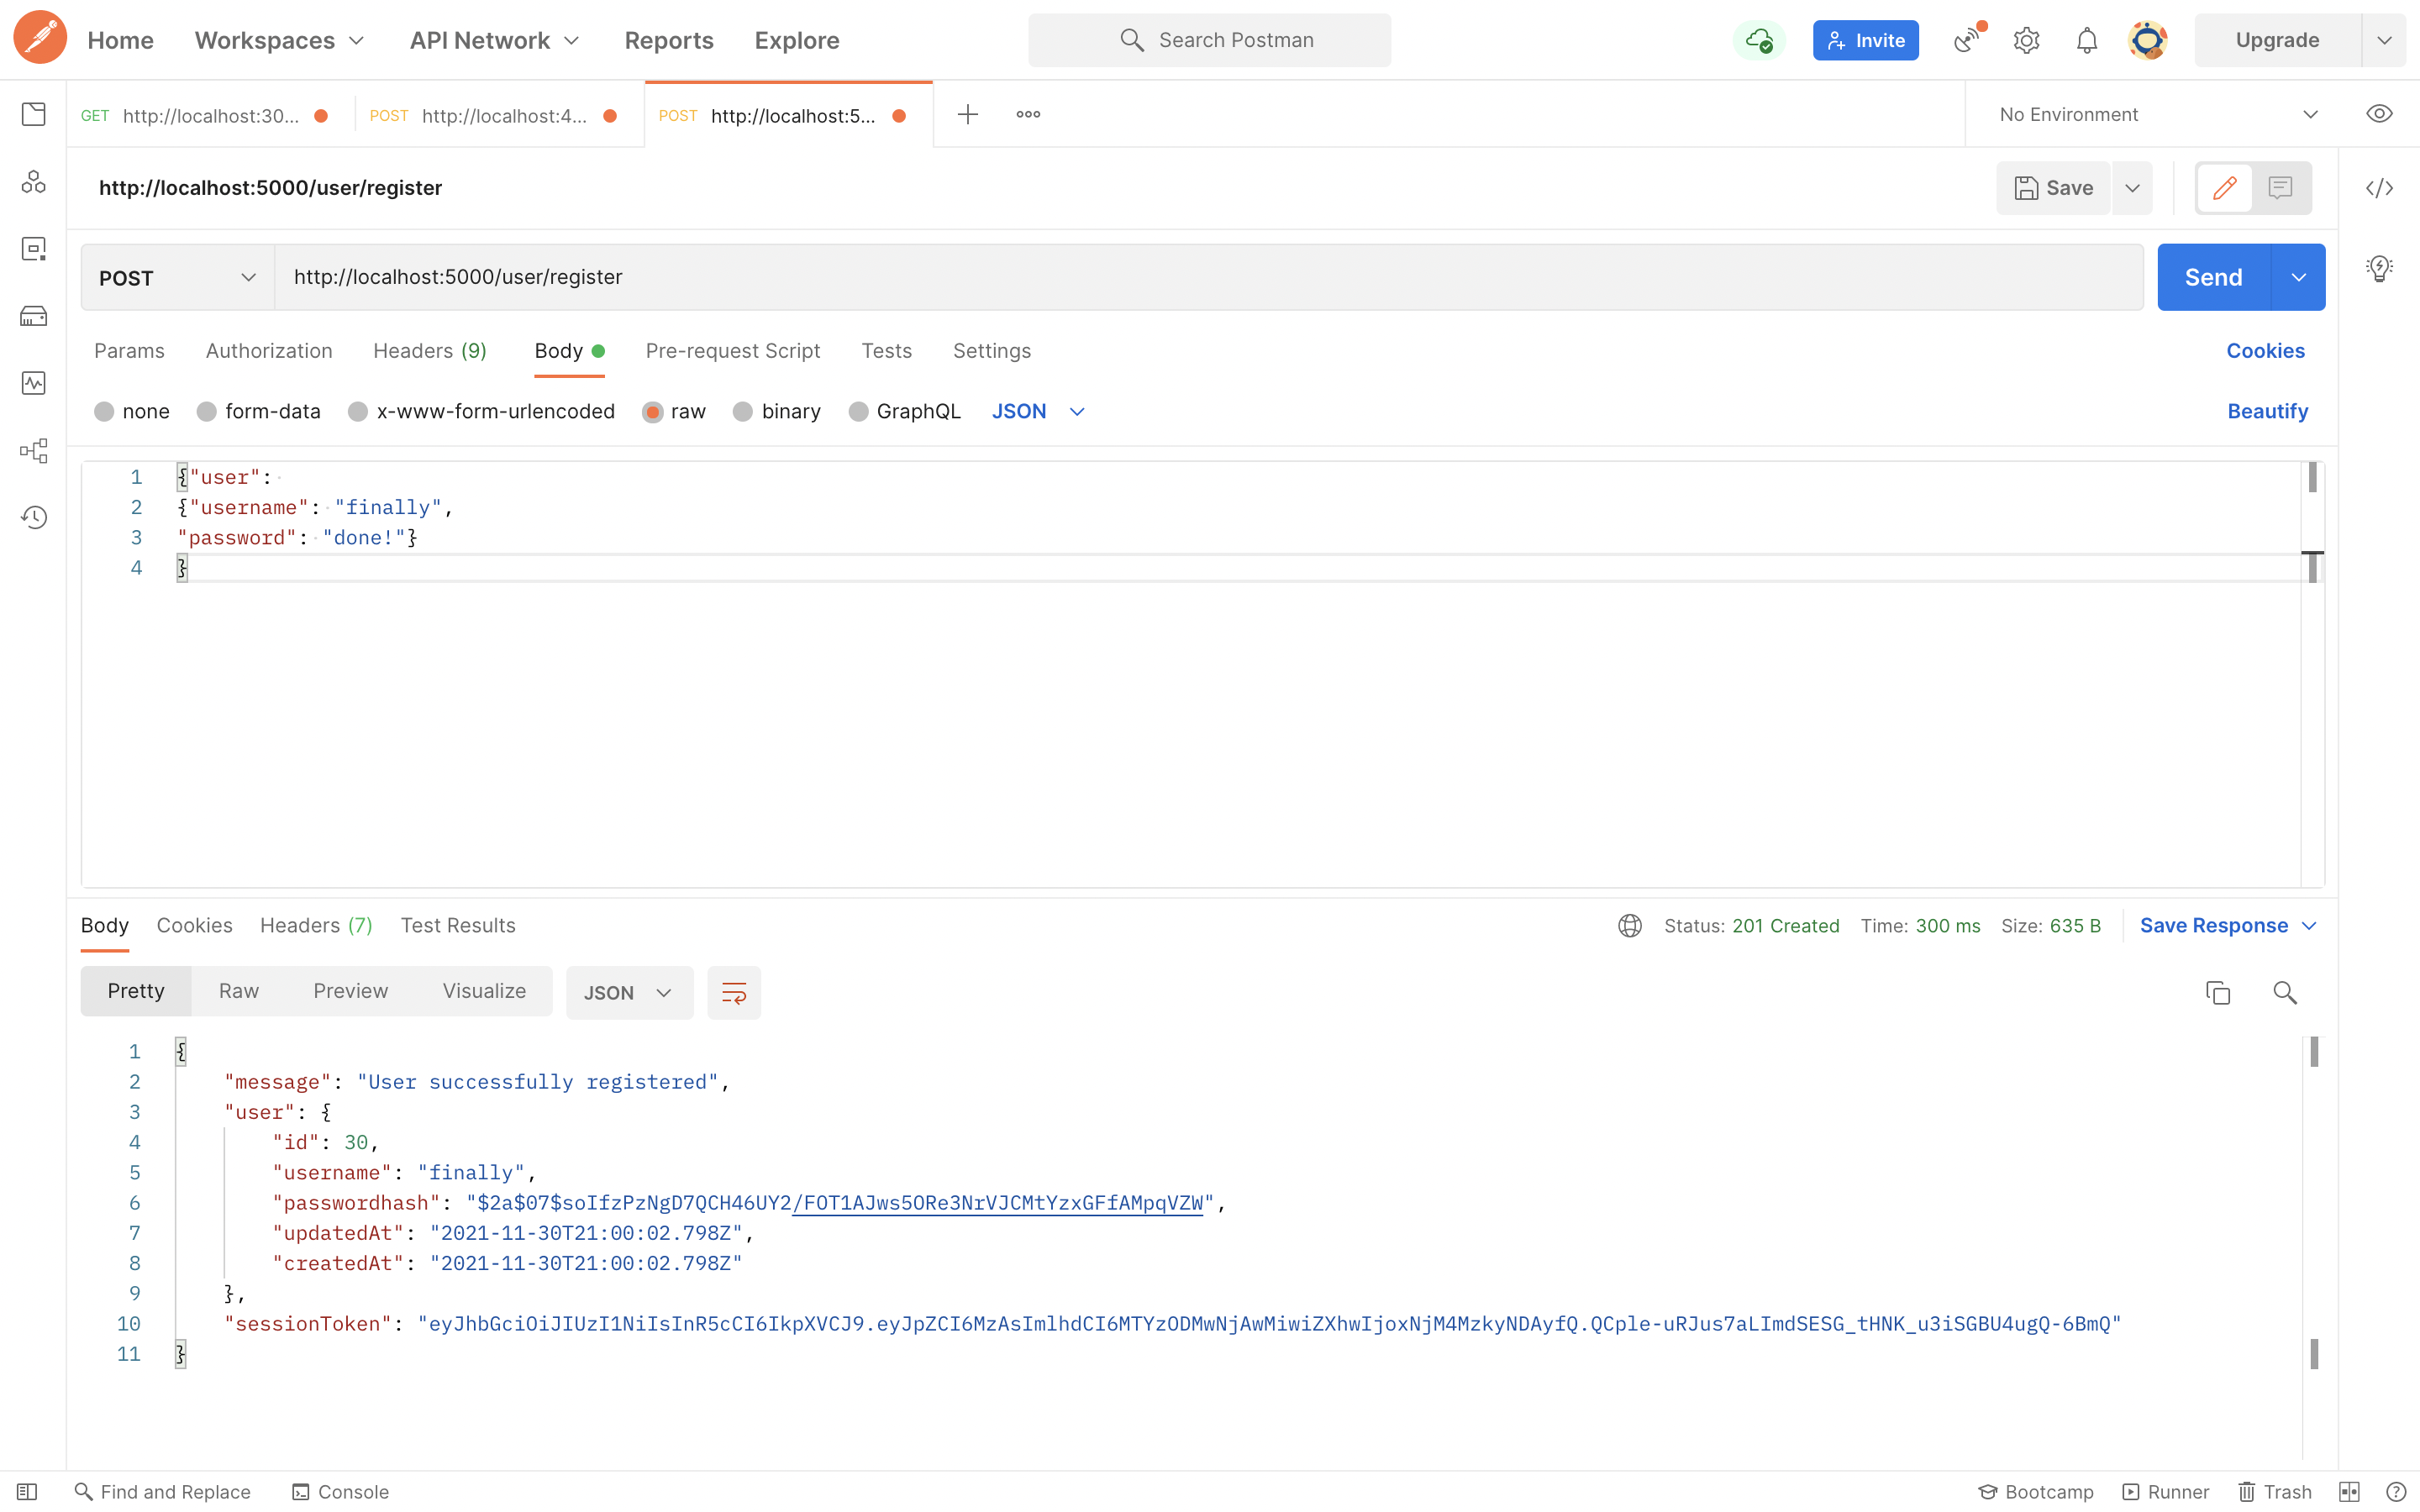 Home Workspaces API Network Reports Explore Search Postman Invite Upgrade
GET http://localhost:30... POST http://localhost:4... POST http://localhost:5... No Environment
http://localhost:5000/user/register Save
POST http://localhost:5000/user/register Send
Params Authorization Headers (9) Body Pre-request Script Tests Settings Cookies
none form-data x-www-form-urlencoded raw binary GraphQL JSON Beautify
1 {"user":
2 {"username": "finally",
3 "password": "done!"}
4 }
Body Cookies Headers (7) Test Results Status: 201 Created Time: 300 ms Size: 635 B Save Response
Pretty Raw Preview Visualize JSON
1 {
2 "message": "User successfully registered",
3 "user": {
4 "id": 30,
5 "username": "finally",
6 "passwordhash": "$2a$07$soIfzPzNgD7QCH46UY2/FOT1AJws5ORe3NrVJCMtYzxGFfAMpqVZW",
7 "updatedAt": "2021-11-30T21:00:02.798Z",
8 "createdAt": "2021-11-30T21:00:02.798Z"
9 },
10 "sessionToken": "eyJhbGciOiJIUzI1NiIsInR5cCI6IkpXVCJ9.eyJpZCI6MzAsImlhdCI6MTYzODMwNjAwMiwiZXhwIjoxNjM4MzkyNDAyfQ.QCple-uRJus7aLImdSESG_tHNK_u3iSGBU4ugQ-6BmQ"
11 }
Find and Replace Console Bootcamp Runner Trash